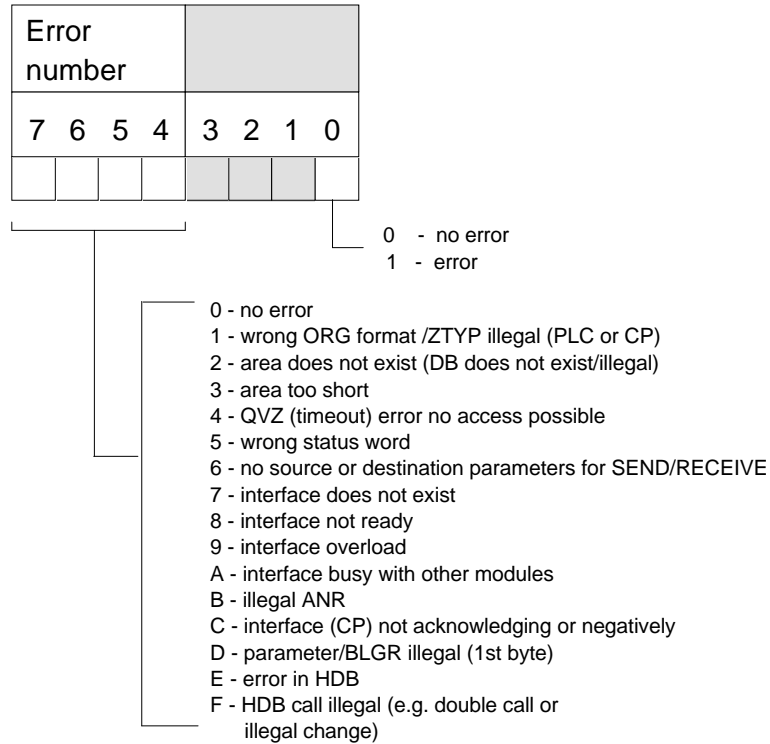 Error
number
7 6 5 4 3 2 1 0
0 - no error
1 - error
0 - no error
1 - wrong ORG format /ZTYP illegal (PLC or CP)
2 - area does not exist (DB does not exist/illegal)
3 - area too short
4 - QVZ (timeout) error no access possible
5 - wrong status word
6 - no source or destination parameters for SEND/RECEIVE
7 - interface does not exist
8 - interface not ready
9 - interface overload
A - interface busy with other modules
B - illegal ANR
C - interface (CP) not acknowledging or negatively
D - parameter/BLGR illegal (1st byte)
E - error in HDB
F - HDB call illegal (e.g. double call or
illegal change)